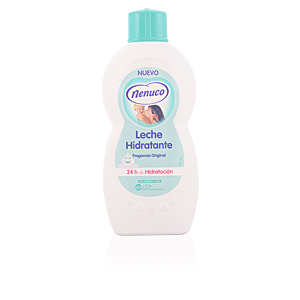 NUEVO
nenuco
Leche
Hidratante
Fragancia Original
24 h de Hidratación